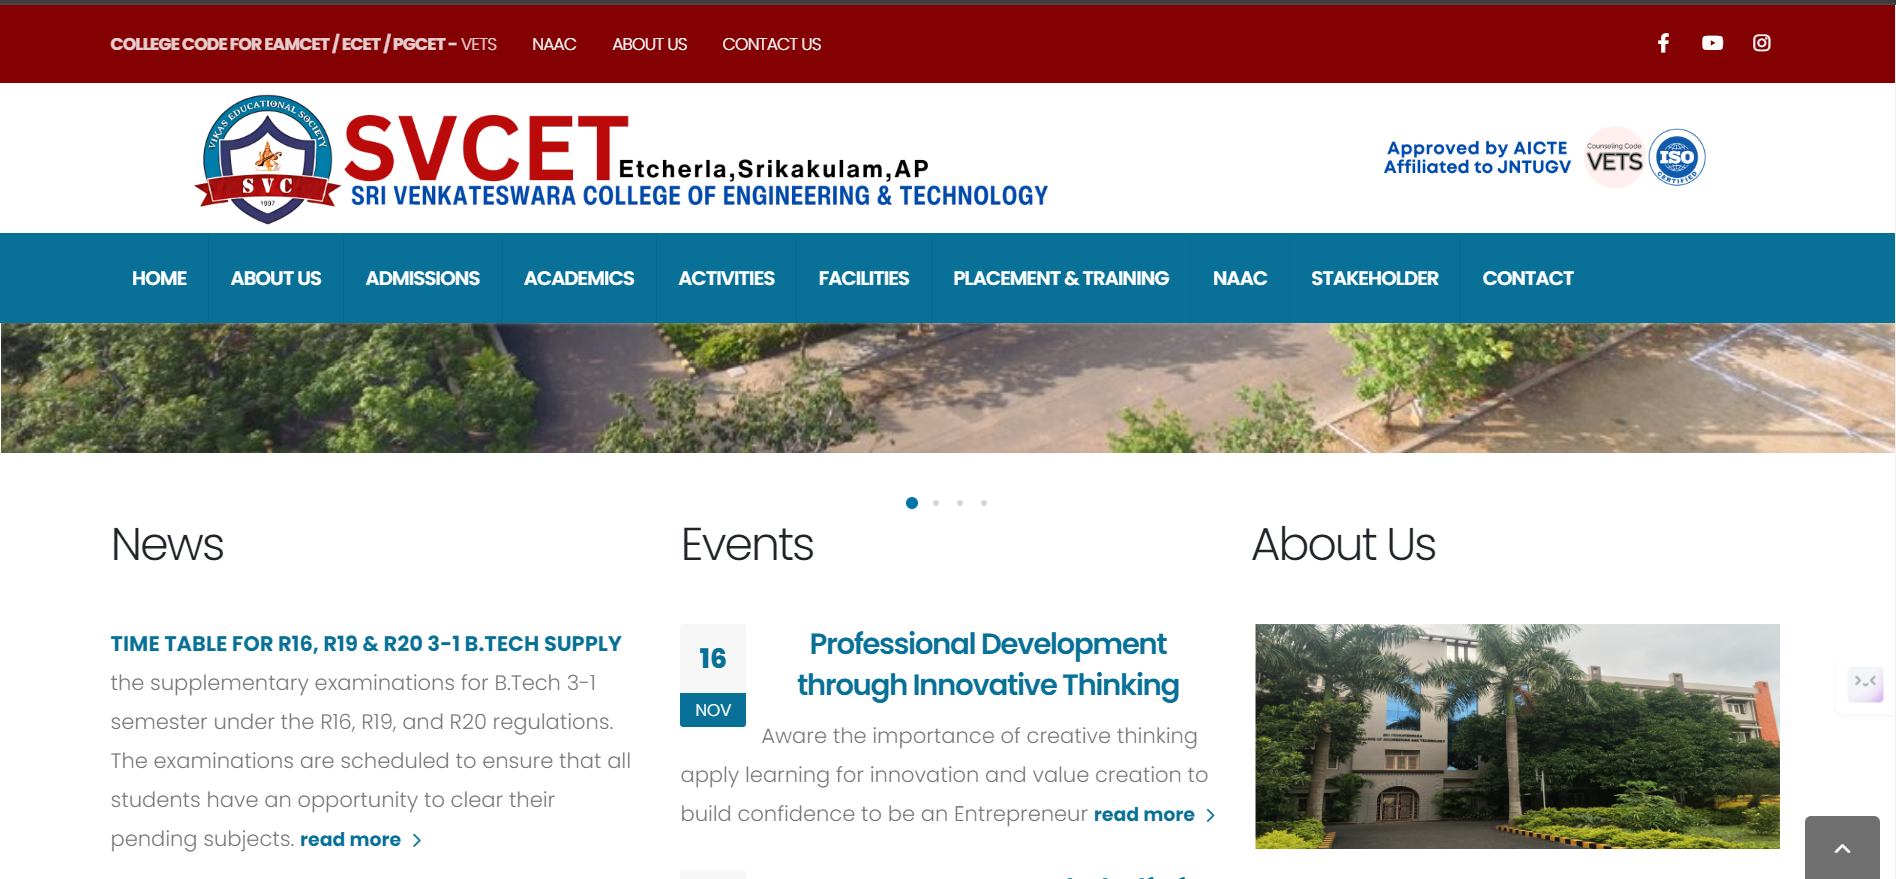 COLLEGE CODE FOR EAMCET / ECET / PGCET - VETS NAAC ABOUT US CONTACT US
VIKAS EDUCATIONAL SOCIETY
SVC
1997
SVCET
Etcherla,Srikakulam,AP
SRI VENKATESWARA COLLEGE OF ENGINEERING & TECHNOLOGY
Approved by AICTE
Affiliated to JNTUGV
Counseling Code
VETS
ISO
CERTIFIED
HOME ABOUT US ADMISSIONS ACADEMICS ACTIVITIES FACILITIES PLACEMENT & TRAINING NAAC STAKEHOLDER CONTACT
News
TIME TABLE FOR R16, R19 & R20 3-1 B.TECH SUPPLY
the supplementary examinations for B.Tech 3-1
semester under the R16, R19, and R20 regulations.
The examinations are scheduled to ensure that all
students have an opportunity to clear their
pending subjects. read more
Events
16
NOV
Professional Development
through Innovative Thinking
Aware the importance of creative thinking
apply learning for innovation and value creation to
build confidence to be an Entrepreneur read more
About Us